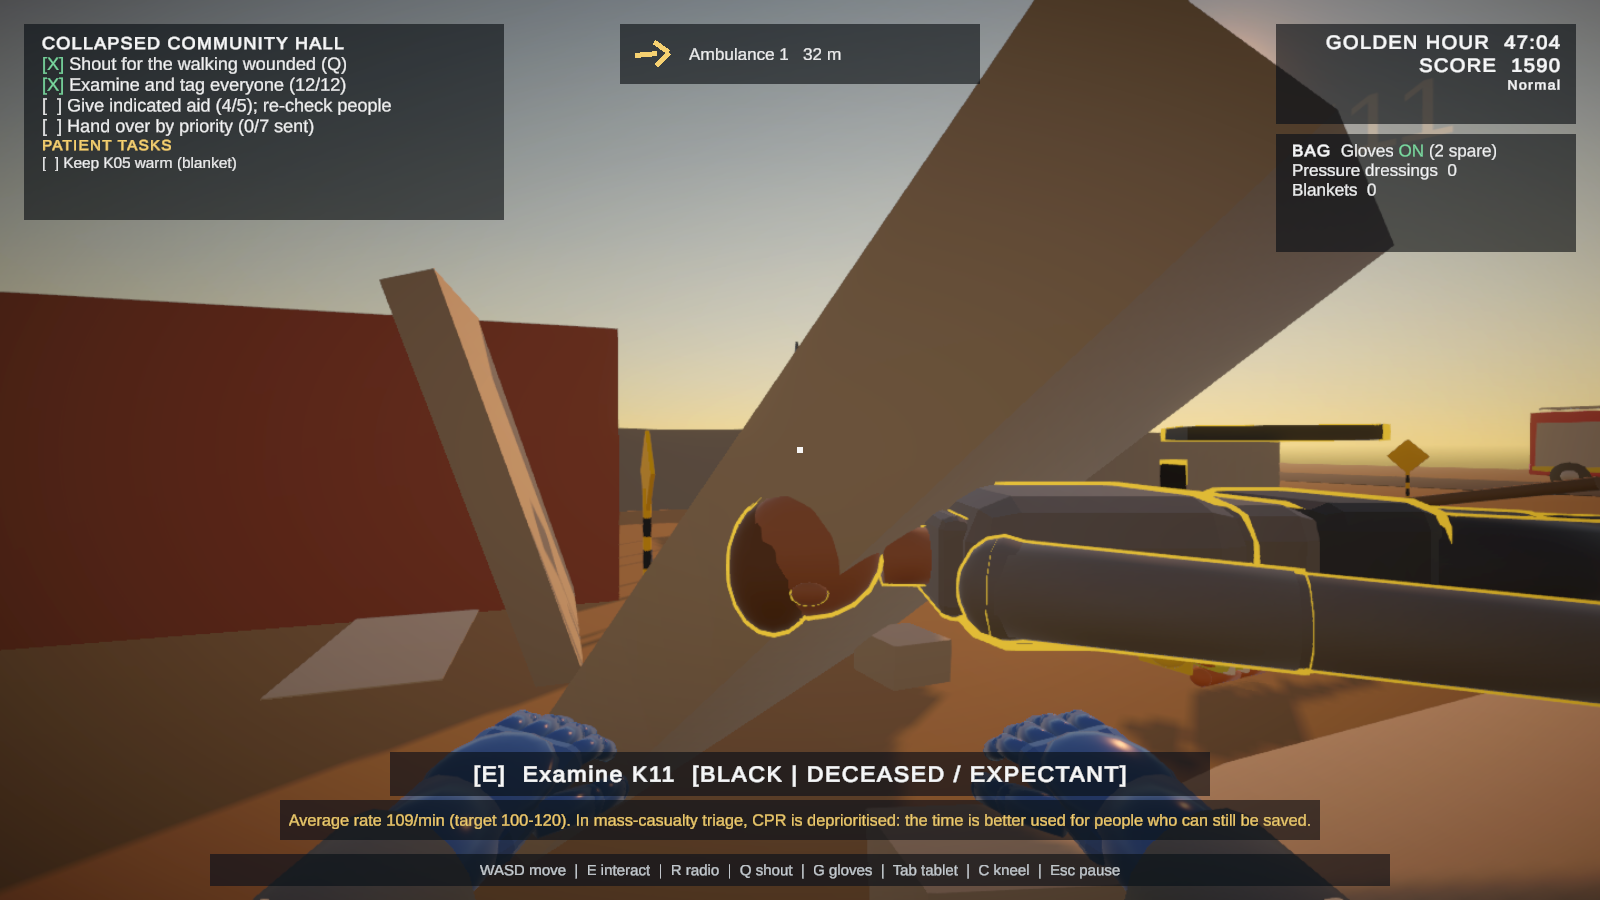 COLLAPSED COMMUNITY HALL
[X] Shout for the walking wounded (Q)
[X] Examine and tag everyone (12/12)
[ ] Give indicated aid (4/5); re-check people
[ ] Hand over by priority (0/7 sent)
PATIENT TASKS
[ ] Keep K05 warm (blanket)
Ambulance 1 32 m
GOLDEN HOUR 47:04
SCORE 1590
Normal
11
BAG Gloves ON (2 spare)
Pressure dressings 0
Blankets 0
[E] Examine K11 [BLACK | DECEASED / EXPECTANT]
Average rate 109/min (target 100-120). In mass-casualty triage, CPR is deprioritised: the time is better used for people who can still be saved.
WASD move | E interact | R radio | Q shout | G gloves | Tab tablet | C kneel | Esc pause